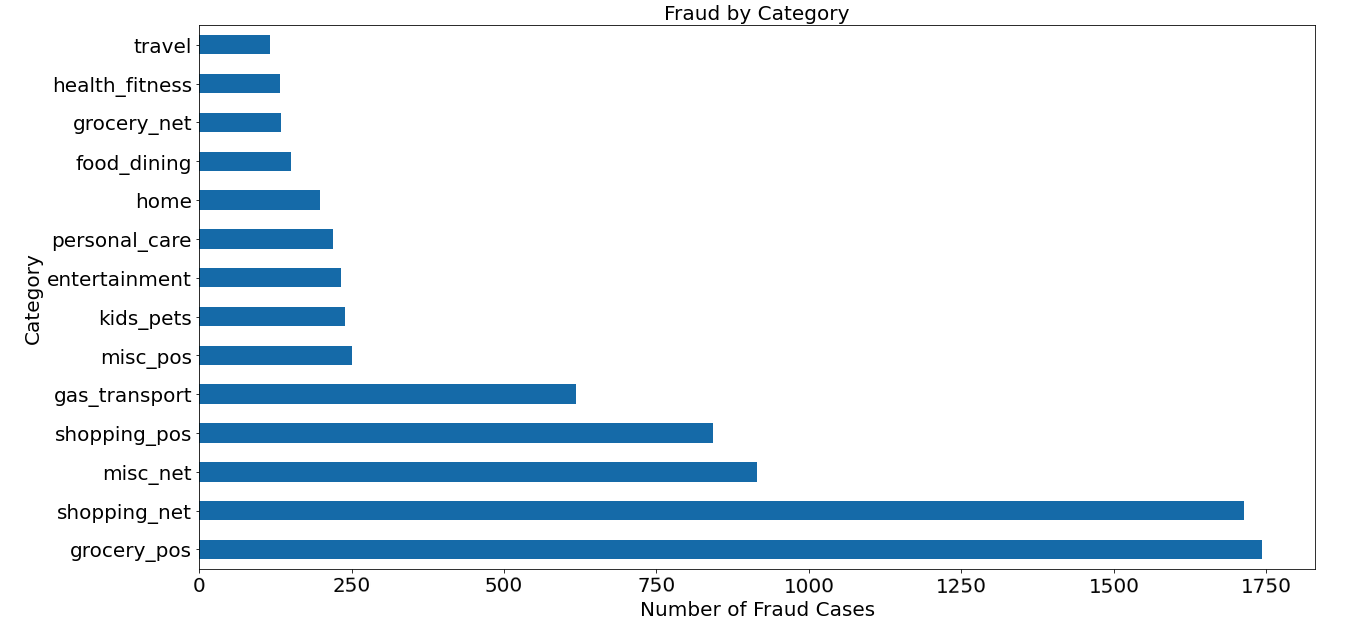 Fraud by Category
travel
health_fitness
grocery_net
food_dining
home
personal_care
entertainment
kids_pets
misc_pos
gas_transport
shopping_pos
misc_net
shopping_net
grocery_pos
Category
0 250 500 750 1000 1250 1500 1750
Number of Fraud Cases